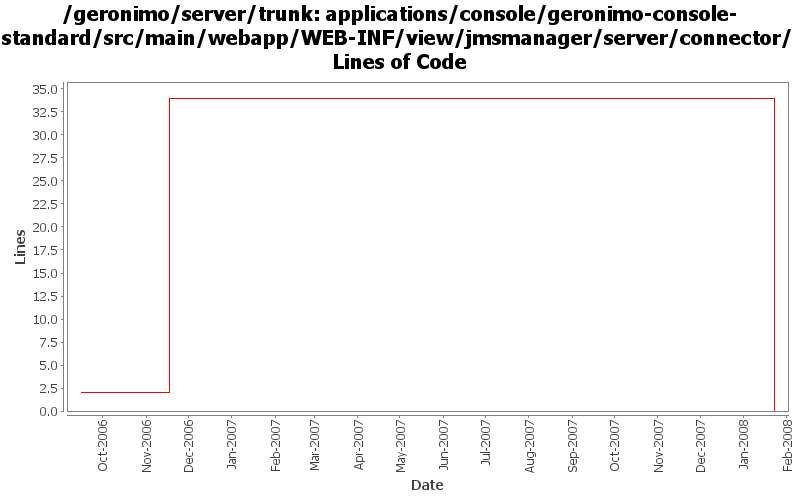 /geronimo/server/trunk: applications/console/geronimo-console-
standard/src/main/webapp/WEB-INF/view/jmsmanager/server/connector/
Lines of Code
35.0
32.5
30.0
27.5
25.0
22.5
20.0
17.5
15.0
12.5
10.0
7.5
5.0
2.5
0.0
Lines
Oct-2006
Nov-2006
Dec-2006
Jan-2007
Feb-2007
Mar-2007
Apr-2007
May-2007
Jun-2007
Jul-2007
Aug-2007
Sep-2007
Oct-2007
Nov-2007
Dec-2007
Jan-2008
Feb-2008
Date